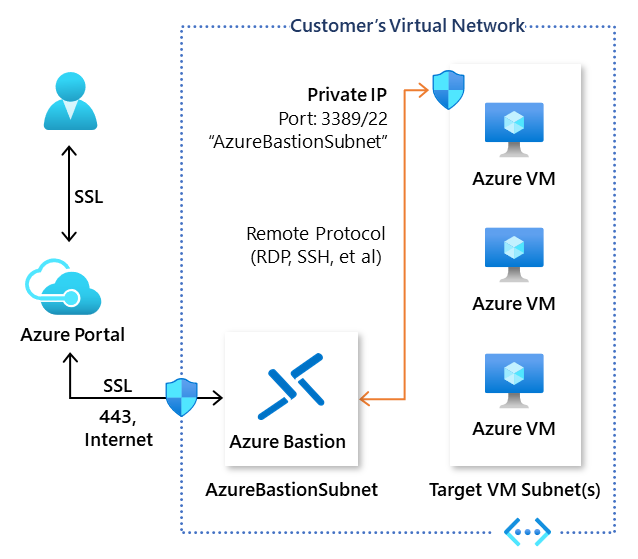 Customer's Virtual Network
Private IP
Port: 3389/22
“AzureBastionSubnet”
Azure VM
SSL
Remote Protocol
(RDP, SSH, et al)
Azure VM
Azure Portal
SSL
443,
Internet
Azure Bastion
Azure VM
AzureBastionSubnet
Target VM Subnet(s)